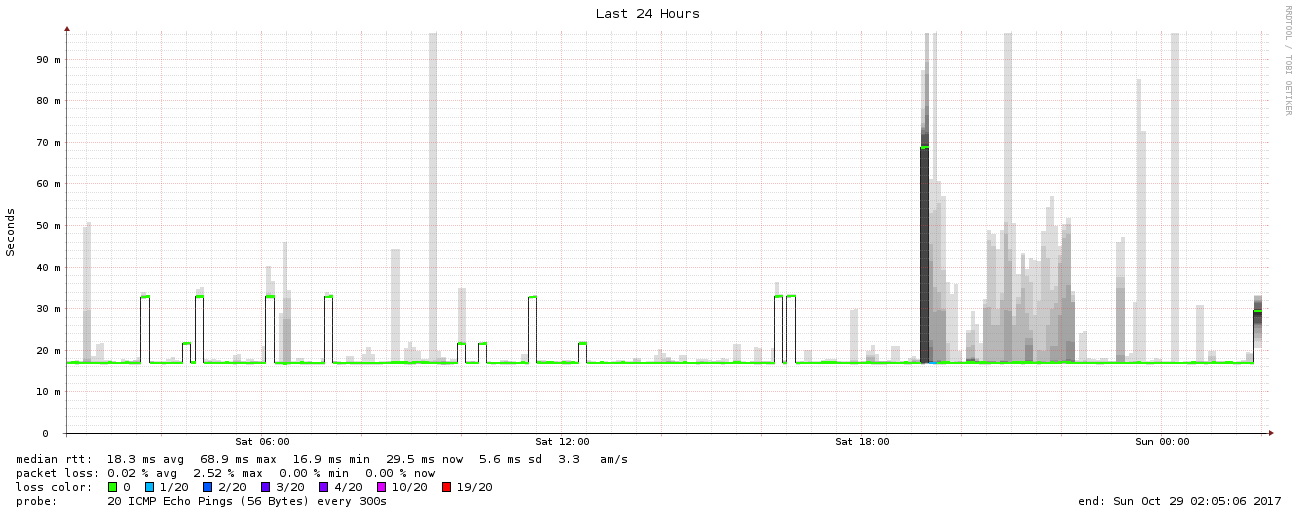 Last 24 Hours
RRDTOOL / TOBI OETIKER
Seconds
90 m
80 m
70 m
60 m
50 m
40 m
30 m
20 m
10 m
0
Sat 06:00 Sat 12:00 Sat 18:00 Sun 00:00
median rtt: 18.3 ms avg 68.9 ms max 16.9 ms min 29.5 ms now 5.6 ms sd 3.3 am/s
packet loss: 0.02 % avg 2.52 % max 0.00 % min 0.00 % now
loss color: 0 1/20 2/20 3/20 4/20 10/20 19/20
probe: 20 ICMP Echo Pings (56 Bytes) every 300s end: Sun Oct 29 02:05:06 2017